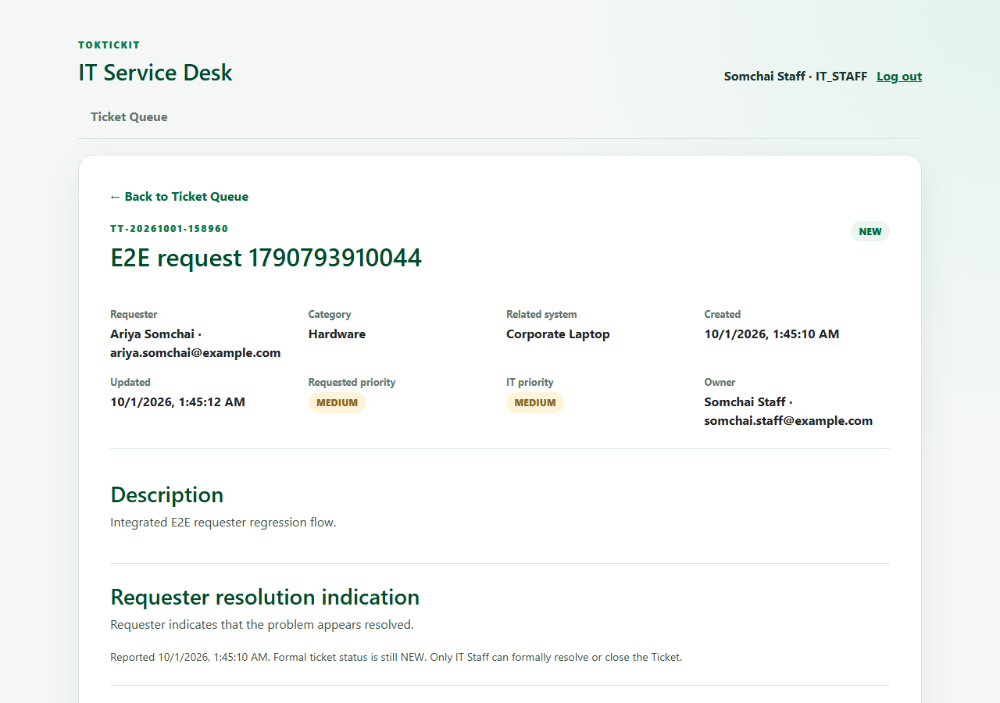 TOKTICKIT
IT Service Desk
Somchai Staff · IT_STAFF Log out
Ticket Queue
← Back to Ticket Queue
TT-20261001-158960
NEW
E2E request 1790793910044
Requester
Ariya Somchai ·
ariya.somchai@example.com
Category
Hardware
Related system
Corporate Laptop
Created
10/1/2026, 1:45:10 AM
Updated
10/1/2026, 1:45:12 AM
Requested priority
MEDIUM
IT priority
MEDIUM
Owner
Somchai Staff ·
somchai.staff@example.com
Description
Integrated E2E requester regression flow.
Requester resolution indication
Requester indicates that the problem appears resolved.
Reported 10/1/2026, 1:45:10 AM. Formal ticket status is still NEW. Only IT Staff can formally resolve or close the Ticket.